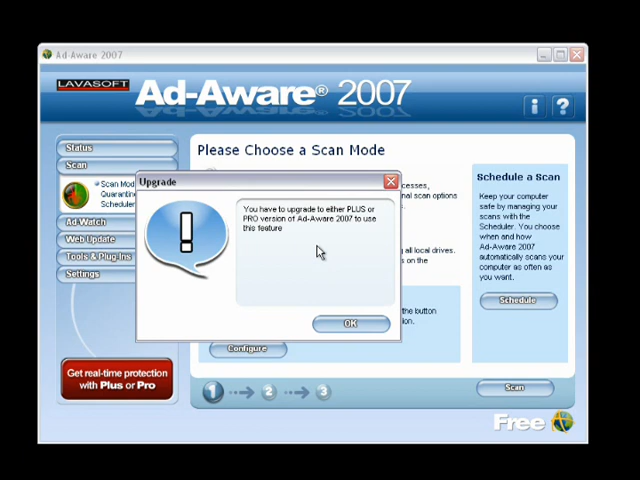 Ad-Aware 2007
LAVASOFT
Ad-Aware® 2007
Status
Scan
Scan Mod
Quarantin
Scheduler
Ad-Watch
Web Update
Tools & Plug-Ins
Settings
Get real-time protection
with Plus or Pro
Please Choose a Scan Mode
cesses,
nal scan options
ng all local drives.
s on the
the button
ion.
Configure
Upgrade
You have to upgrade to either PLUS or
PRO version of Ad-Aware 2007 to use
this feature
OK
Schedule a Scan
Keep your computer
safe by managing your
scans with the
Scheduler. You choose
when and how
Ad-Aware 2007
automatically scans your
computer as often as
you want.
Schedule
1
2
3
Scan
Free